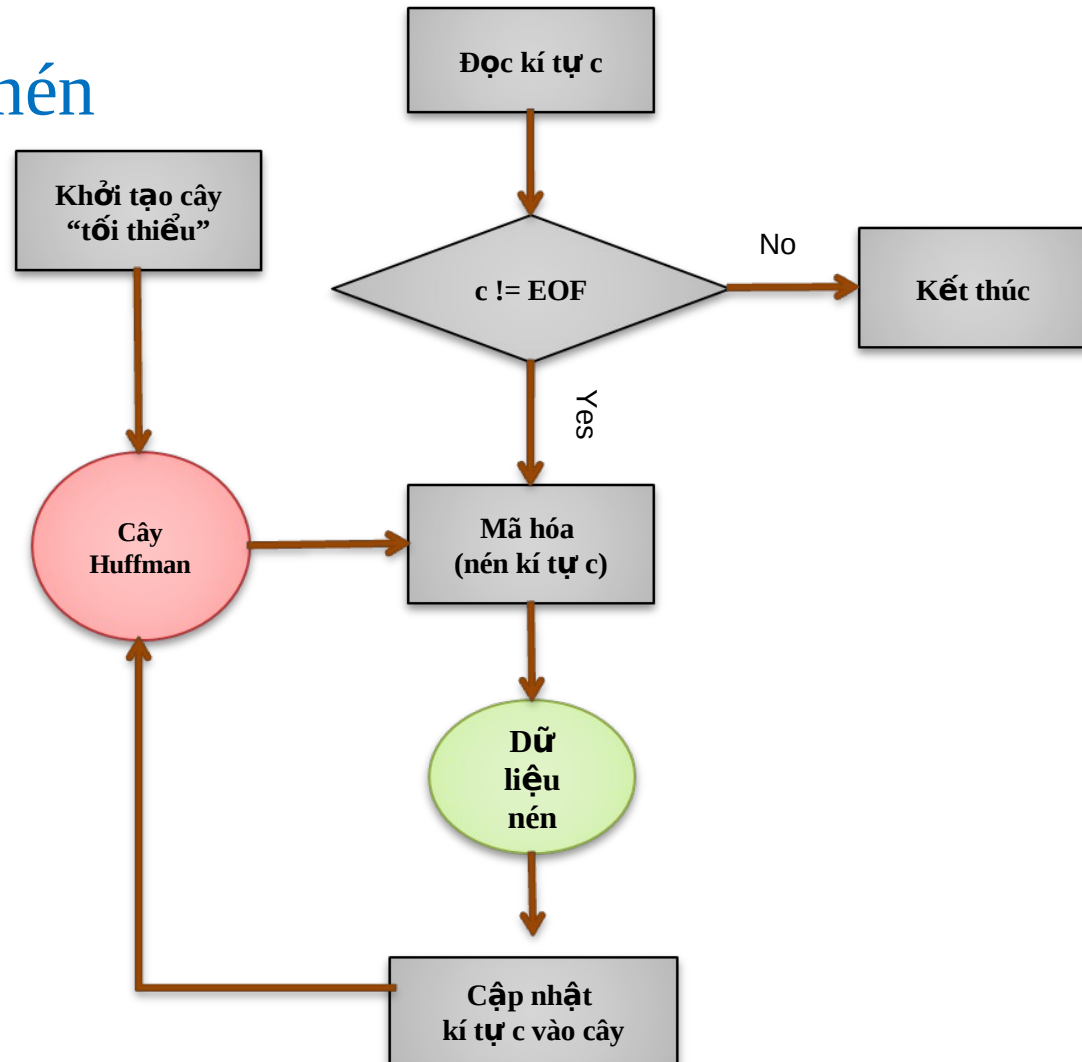 nén
Đọc kí tự c
Khởi tạo cây
“tối thiểu”
No
c != EOF
Kết thúc
Yes
Cây
Huffman
Mã hóa
(nén kí tự c)
Dữ
liệu
nén
Cập nhật
kí tự c vào cây